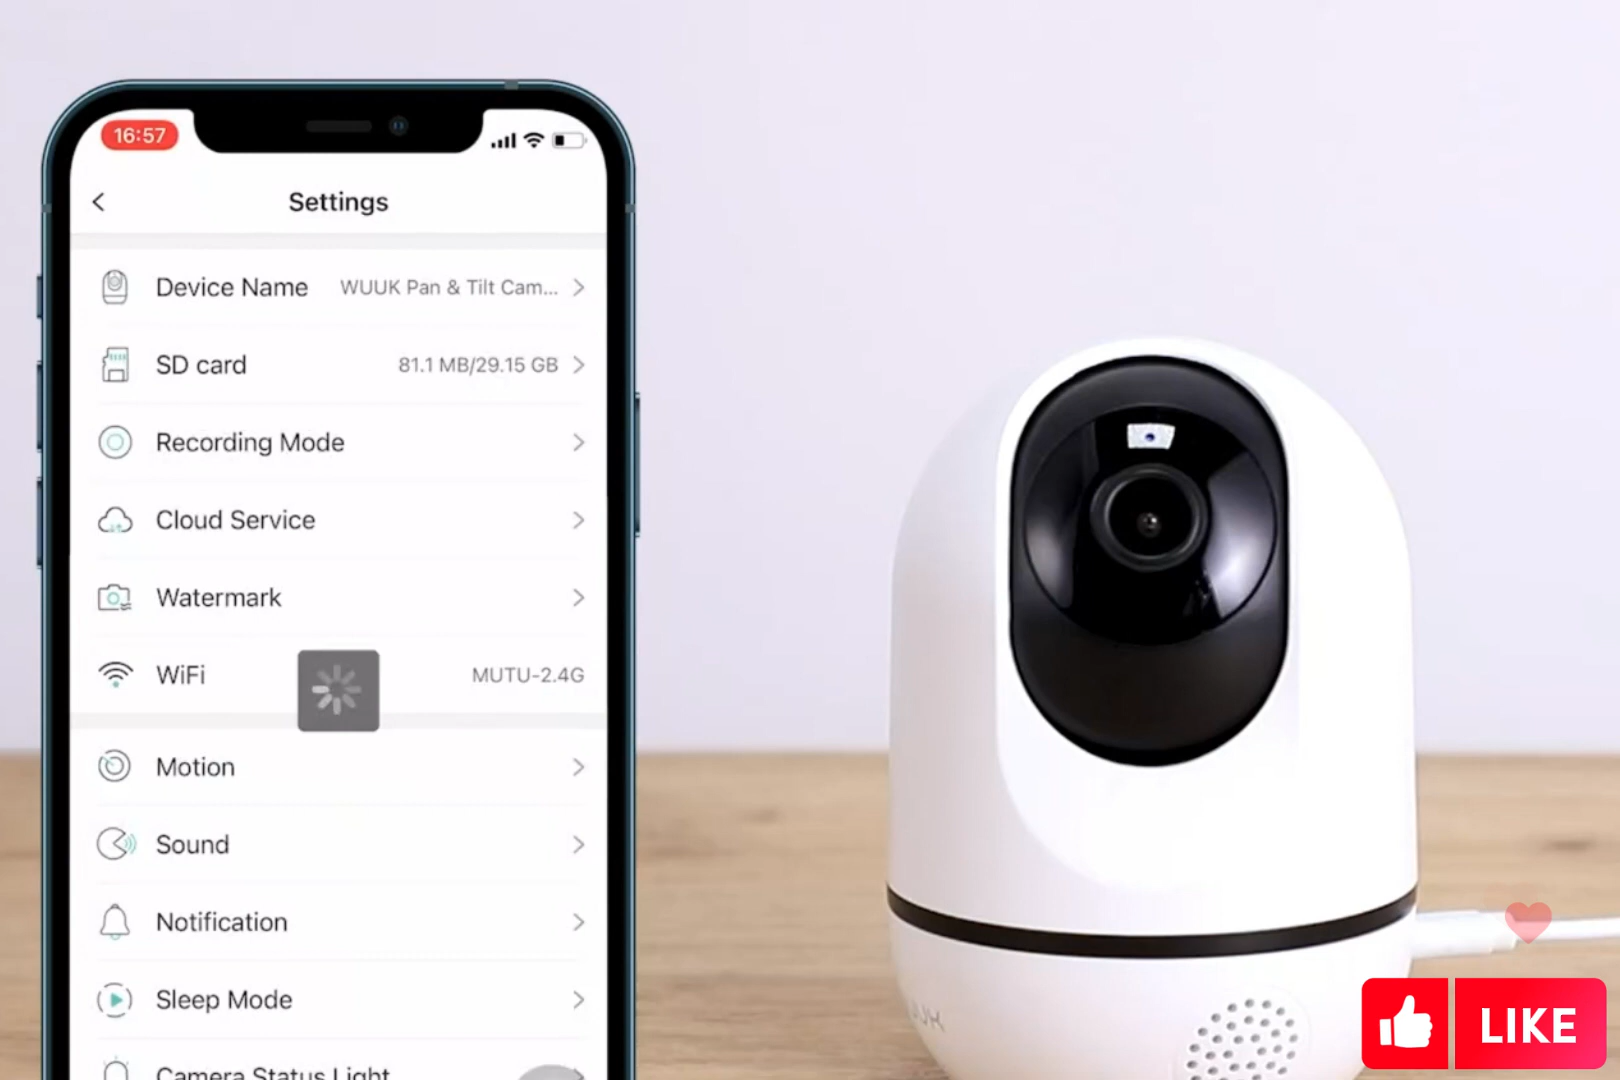 16:57
Settings
Device Name WUUK Pan & Tilt Cam...
SD card 81.1 MB/29.15 GB
Recording Mode
Cloud Service
Watermark
WiFi MUTU-2.4G
Motion
Sound
Notification
Sleep Mode
Camera Status Light
LIKE